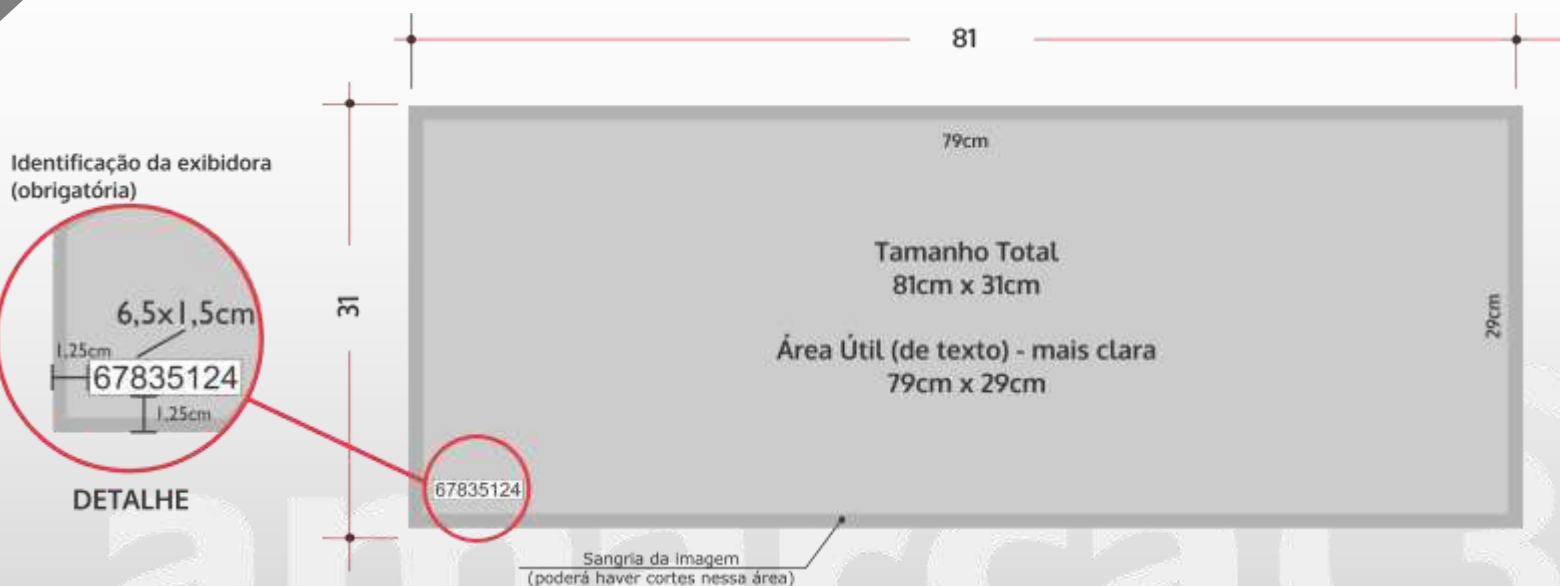 81
79cm
Identificação da exibidora
(obrigatória)
Tamanho Total
81cm x 31cm
31
29cm
6,5x1,5cm
1,25cm
67835124
1,25cm
Área Útil (de texto) - mais clara
79cm x 29cm
67835124
DETALHE
Sangria da imagem
(poderá haver cortes nessa área)